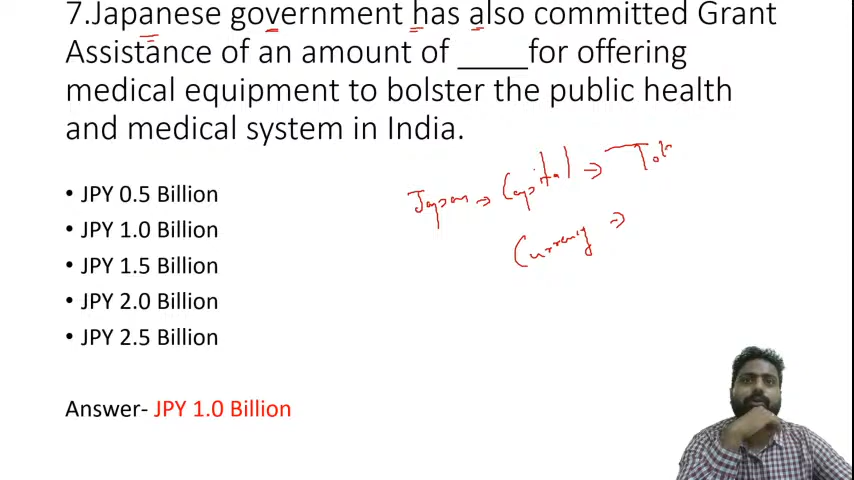 7.Japanese government has also committed Grant
Assistance of an amount of ____for offering
medical equipment to bolster the public health
and medical system in India.
• JPY 0.5 Billion
• JPY 1.0 Billion
• JPY 1.5 Billion
• JPY 2.0 Billion
• JPY 2.5 Billion
Japan → Capital → Tok
Currency →
Answer- JPY 1.0 Billion